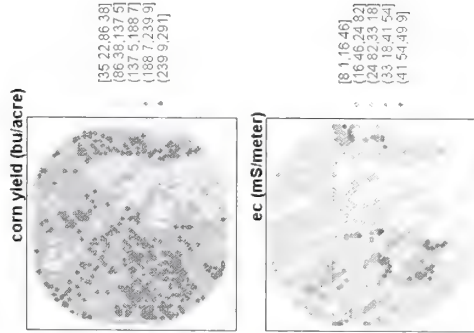 corn yield (bu/acre)
[35 22,86 38]
(86 38,137 5]
(137 5,188 7]
(188 7,239 9]
(239 9,291]
ec (mS/meter)
[8 1,16 46]
(16 46,24 82]
(24 82,33 18]
(33 18,41 54]
(41 54,49 9]